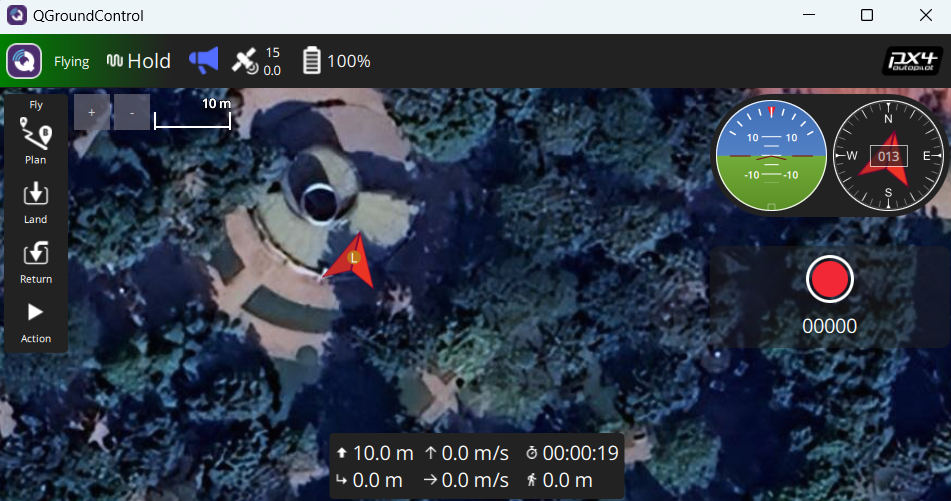 QGroundControl
Flying Hold 15 0.0 100% px4 autopilot
Fly
Plan
Land
Return
Action
+ -
10 m
10 10
-10 -10
N
W 013 E
S
L
00000
10.0 m 0.0 m/s 00:00:19
0.0 m 0.0 m/s 0.0 m